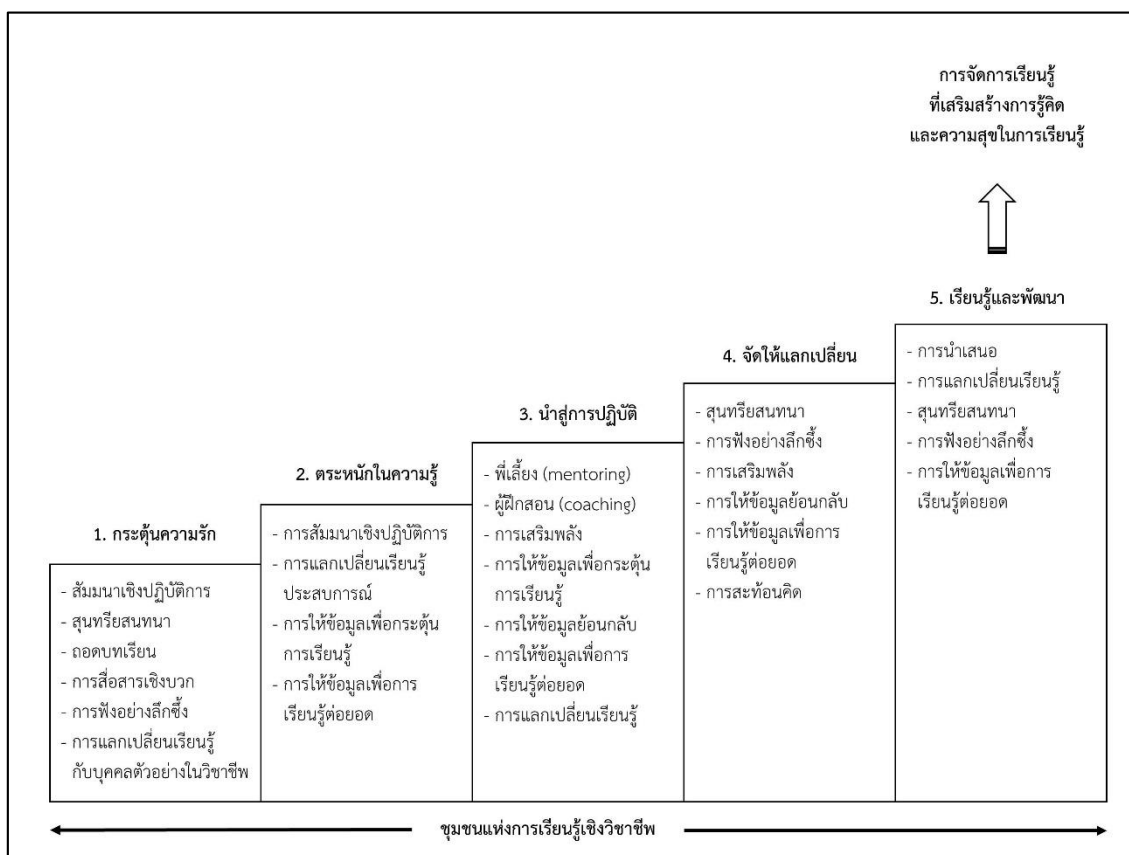 การจัดการเรียนรู้
ที่เสริมสร้างการรู้คิด
และความสุขในการเรียนรู้
5. เรียนรู้และพัฒนา
- การนำเสนอ
- การแลกเปลี่ยนเรียนรู้
- สุนทรียสนทนา
- การฟังอย่างลึกซึ้ง
- การให้ข้อมูลเพื่อการ
เรียนรู้ต่อยอด
4. จัดให้แลกเปลี่ยน
- สุนทรียสนทนา
- การฟังอย่างลึกซึ้ง
- การเสริมพลัง
- การให้ข้อมูลย้อนกลับ
- การให้ข้อมูลเพื่อการ
เรียนรู้ต่อยอด
- การสะท้อนคิด
3. นำสู่การปฏิบัติ
- พี่เลี้ยง (mentoring)
- ผู้ฝึกสอน (coaching)
- การเสริมพลัง
- การให้ข้อมูลเพื่อกระตุ้น
การเรียนรู้
- การให้ข้อมูลย้อนกลับ
- การให้ข้อมูลเพื่อการ
เรียนรู้ต่อยอด
- การแลกเปลี่ยนเรียนรู้
2. ตระหนักในความรู้
- การสัมมนาเชิงปฏิบัติการ
- การแลกเปลี่ยนเรียนรู้
ประสบการณ์
- การให้ข้อมูลเพื่อกระตุ้น
การเรียนรู้
- การให้ข้อมูลเพื่อการ
เรียนรู้ต่อยอด
1. กระตุ้นความรัก
- สัมมนาเชิงปฏิบัติการ
- สุนทรียสนทนา
- ถอดบทเรียน
- การสื่อสารเชิงบวก
- การฟังอย่างลึกซึ้ง
- การแลกเปลี่ยนเรียนรู้
กับบุคคลตัวอย่างในวิชาชีพ
ชุมชนแห่งการเรียนรู้เชิงวิชาชีพ